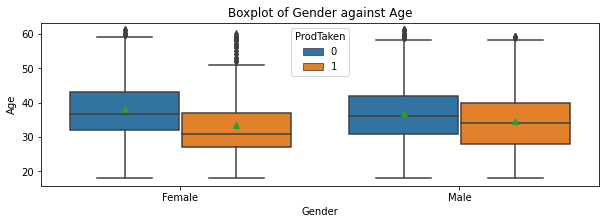 Boxplot of Gender against Age
ProdTaken
0
1
Age
60
50
40
30
20
Female
Male
Gender